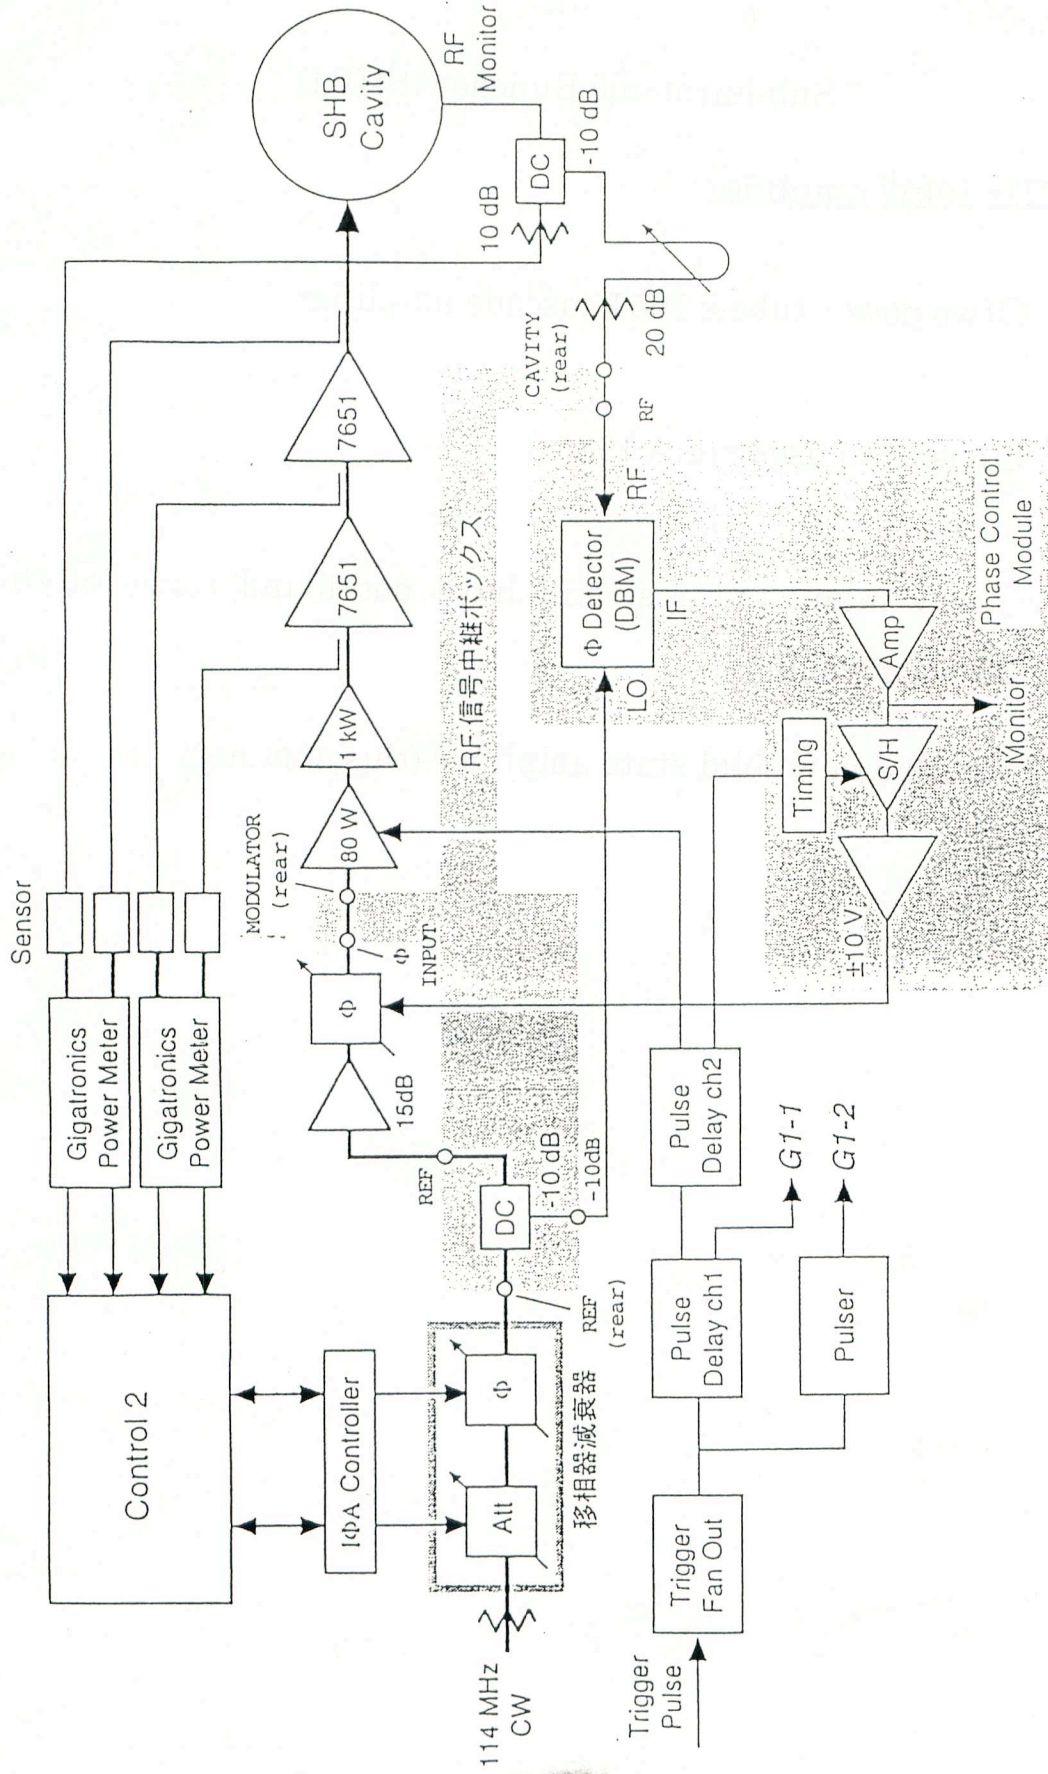 Control 2
Gigatronics
Power Meter
Gigatronics
Power Meter
Sensor
SHB
Cavity
RF
Monitor
IΦA Controller
Att
Φ
移相器減衰器
114 MHz
CW
REF
(rear)
DC
-10 dB
-10dB
REF
15dB
Φ
Φ
INPUT
MODULATOR
(rear)
80 W
1 kW
7651
7651
RF信号中継ボックス
10 dB
DC
-10 dB
20 dB
CAVITY
(rear)
RF
RF
Φ Detector
(DBM)
LO
IF
Amp
Phase Control
Module
Monitor
S/H
Timing
±10 V
Trigger
Pulse
Trigger
Fan Out
Pulse
Delay ch1
Pulse
Delay ch2
Pulser
G1-1
G1-2